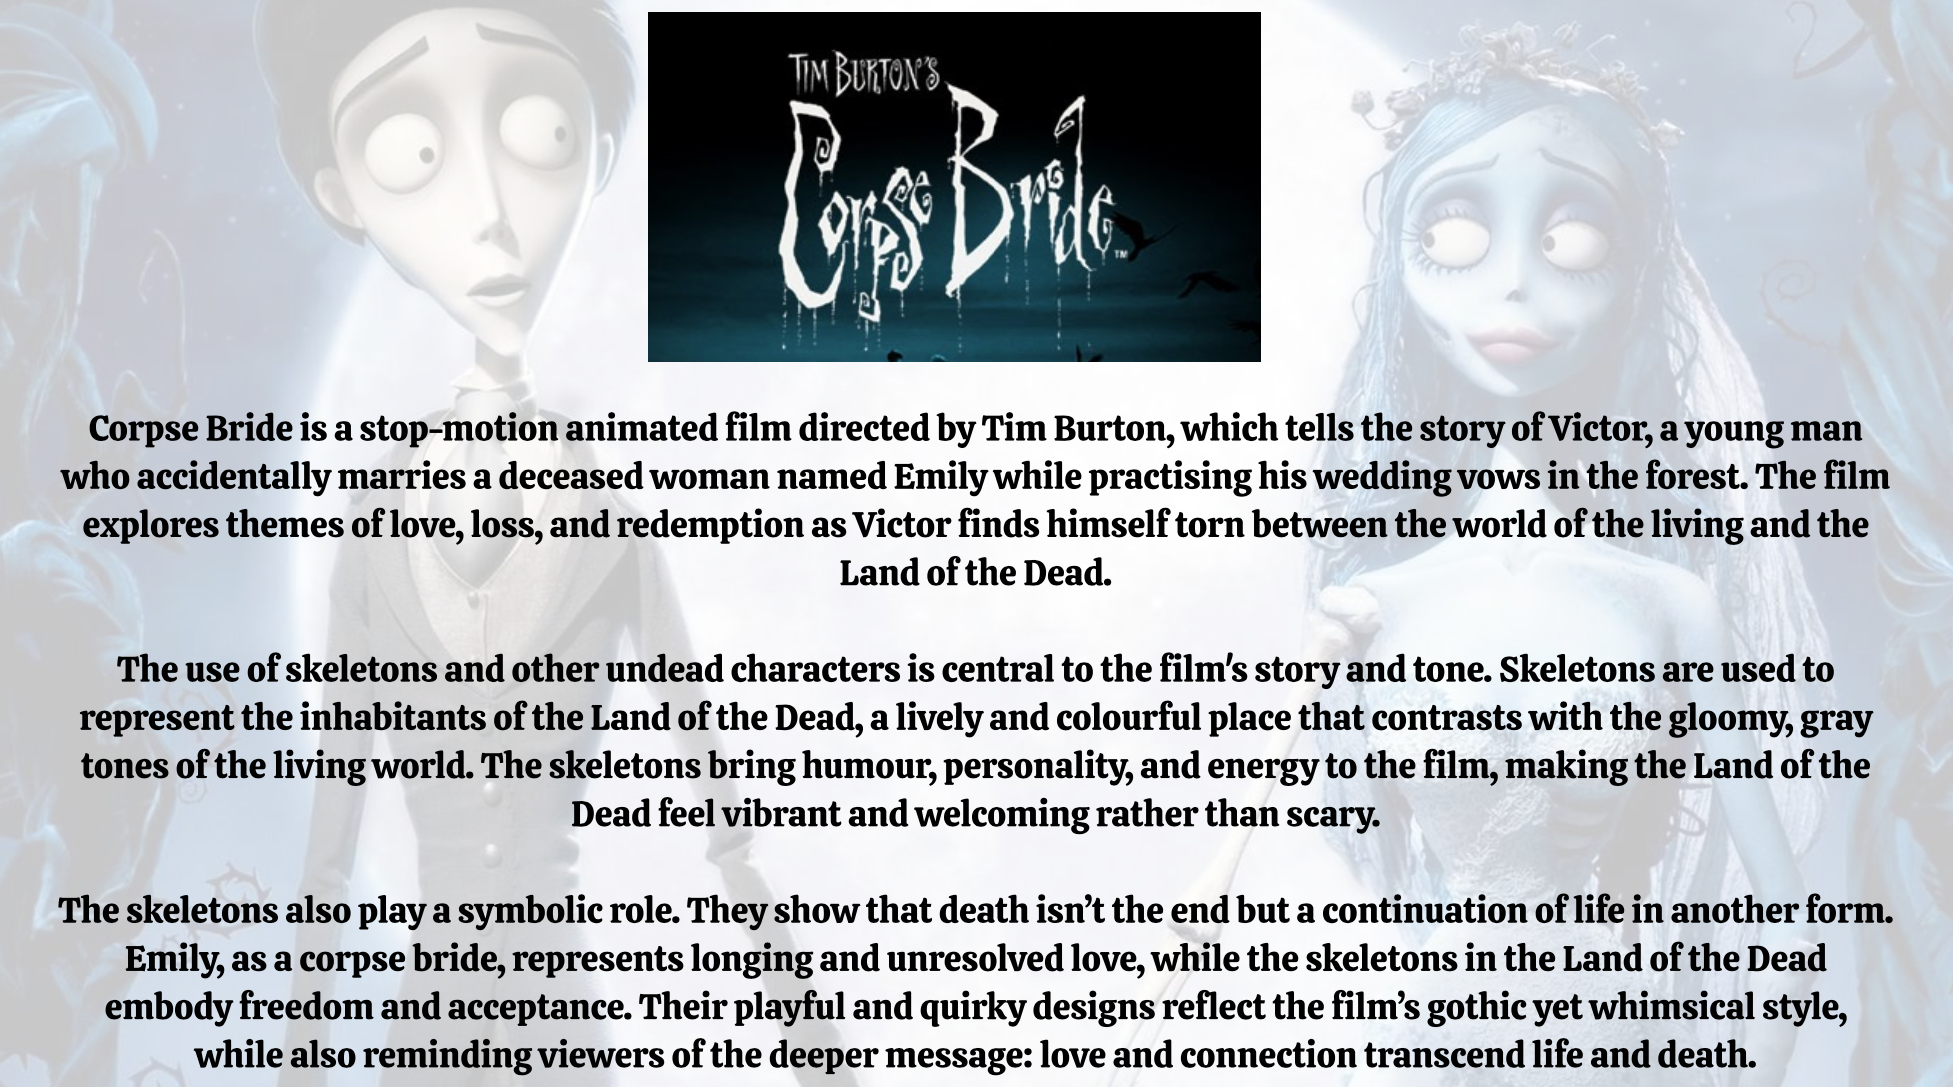 TIM BURTON'S
Corpse Bride™
Corpse Bride is a stop-motion animated film directed by Tim Burton, which tells the story of Victor, a young man
who accidentally marries a deceased woman named Emily while practising his wedding vows in the forest. The film
explores themes of love, loss, and redemption as Victor finds himself torn between the world of the living and the
Land of the Dead.
The use of skeletons and other undead characters is central to the film's story and tone. Skeletons are used to
represent the inhabitants of the Land of the Dead, a lively and colourful place that contrasts with the gloomy, gray
tones of the living world. The skeletons bring humour, personality, and energy to the film, making the Land of the
Dead feel vibrant and welcoming rather than scary.
The skeletons also play a symbolic role. They show that death isn’t the end but a continuation of life in another form.
Emily, as a corpse bride, represents longing and unresolved love, while the skeletons in the Land of the Dead
embody freedom and acceptance. Their playful and quirky designs reflect the film’s gothic yet whimsical style,
while also reminding viewers of the deeper message: love and connection transcend life and death.